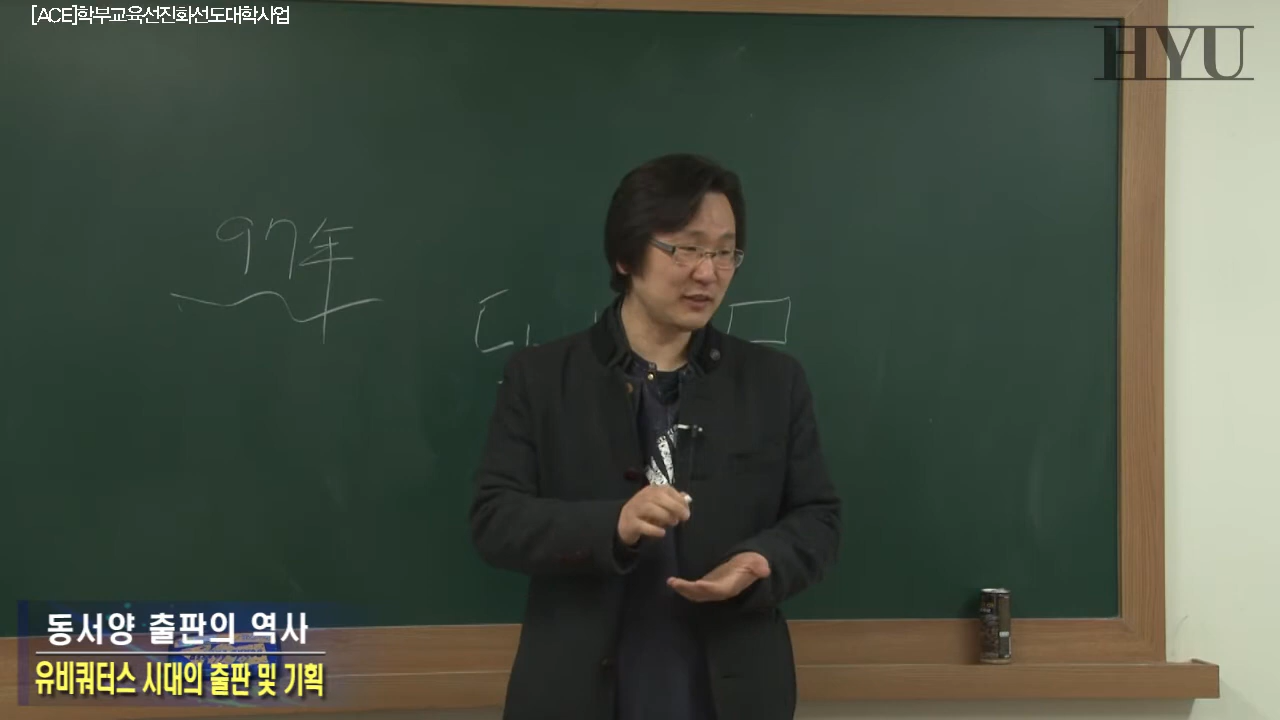 [ACE]학부교육선진화선도대학사업
HYU
97年
동서양 출판의 역사
유비쿼터스 시대의 출판 및 기획